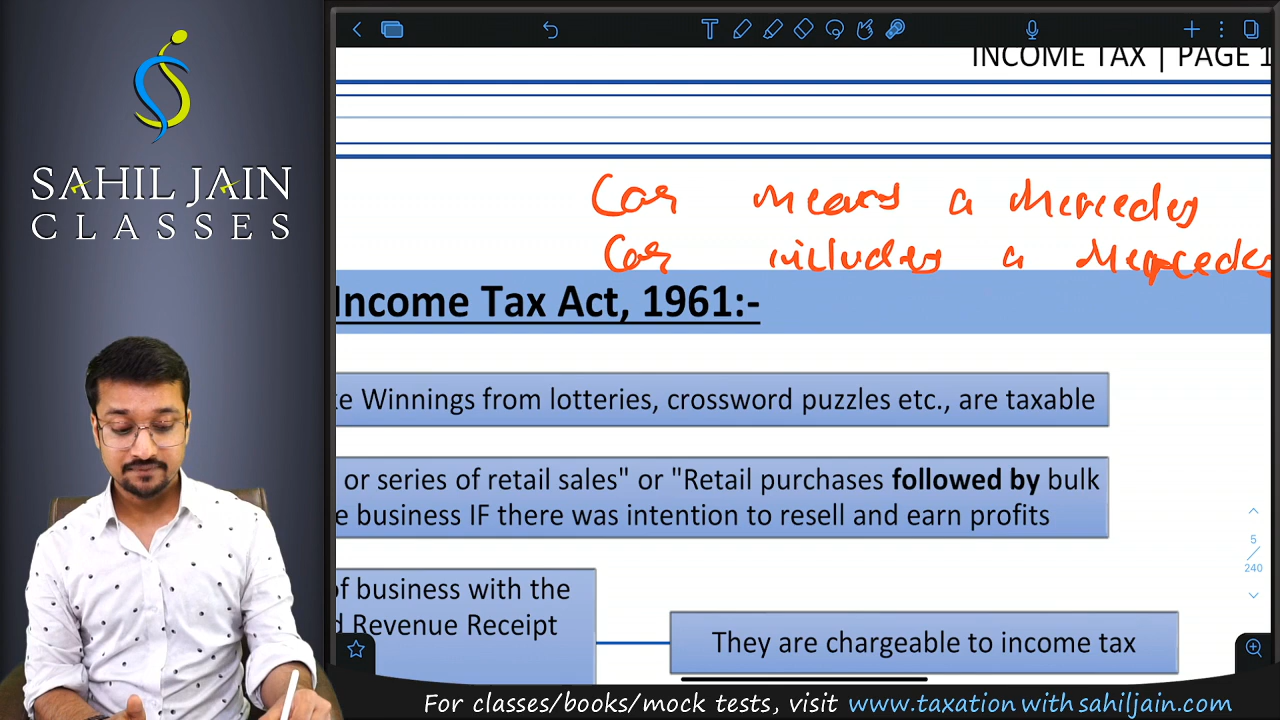 INCOME TAX | PAGE 1
SAHIL JAIN
CLASSES
Car means a Mercedes
Car includes a Mercedes
Income Tax Act, 1961:-
ke Winnings from lotteries, crossword puzzles etc., are taxable
or series of retail sales" or "Retail purchases followed by bulk
e business IF there was intention to resell and earn profits
of business with the
d Revenue Receipt
They are chargeable to income tax
5
240
For classes/books/mock tests, visit www.taxationwithsahiljain.com